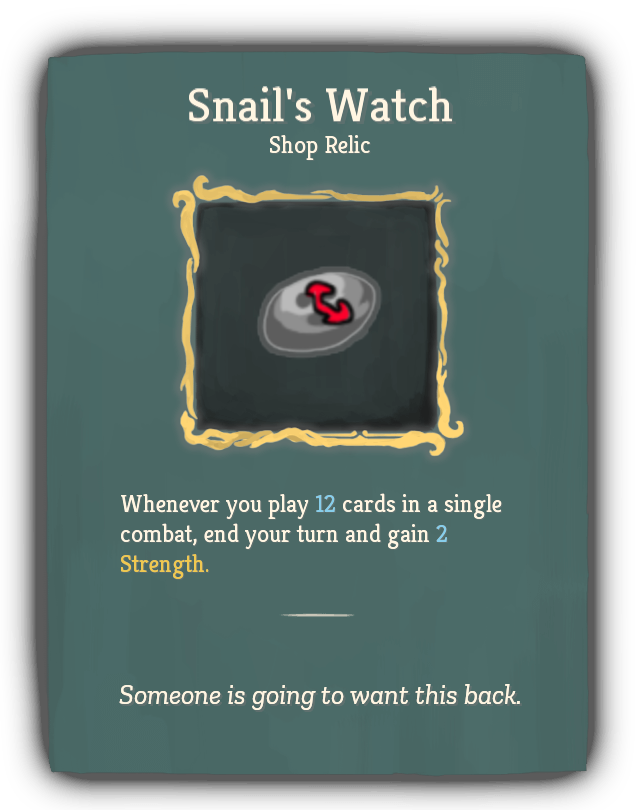 Snail's Watch
Shop Relic
Whenever you play 12 cards in a single
combat, end your turn and gain 2
Strength.
Someone is going to want this back.